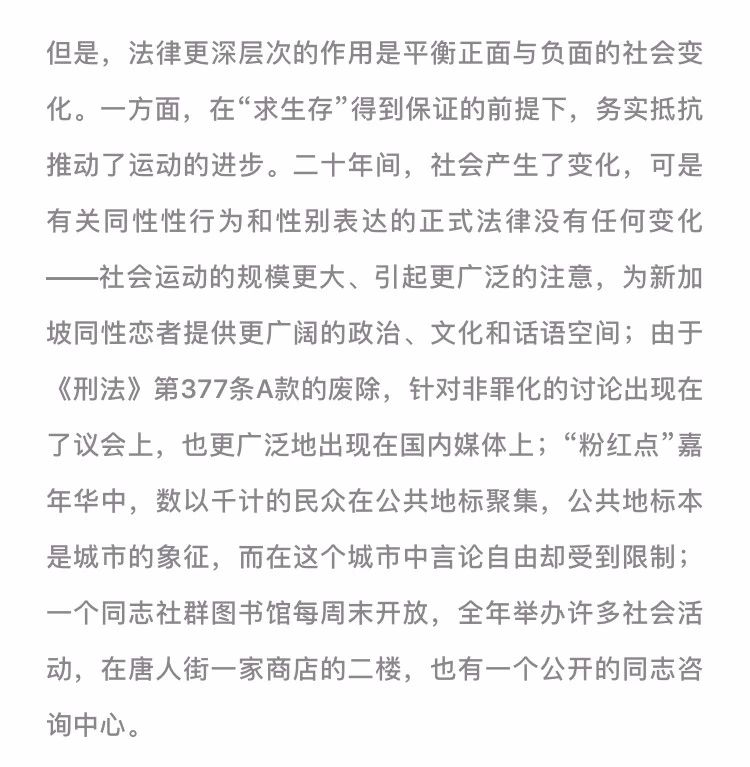 但是，法律更深层次的作用是平衡正面与负面的社会变
化。一方面，在“求生存”得到保证的前提下，务实抵抗
推动了运动的进步。二十年间，社会产生了变化，可是
有关同性性行为和性别表达的正式法律没有任何变化
——社会运动的规模更大、引起更广泛的注意，为新加
坡同性恋者提供更广阔的政治、文化和话语空间；由于
《刑法》第377条A款的废除，针对非罪化的讨论出现在
了议会上，也更广泛地出现在国内媒体上；“粉红点”嘉
年华中，数以千计的民众在公共地标聚集，公共地标本
是城市的象征，而在这个城市中言论自由却受到限制；
一个同志社群图书馆每周末开放，全年举办许多社会活
动，在唐人街一家商店的二楼，也有一个公开的同志咨
询中心。